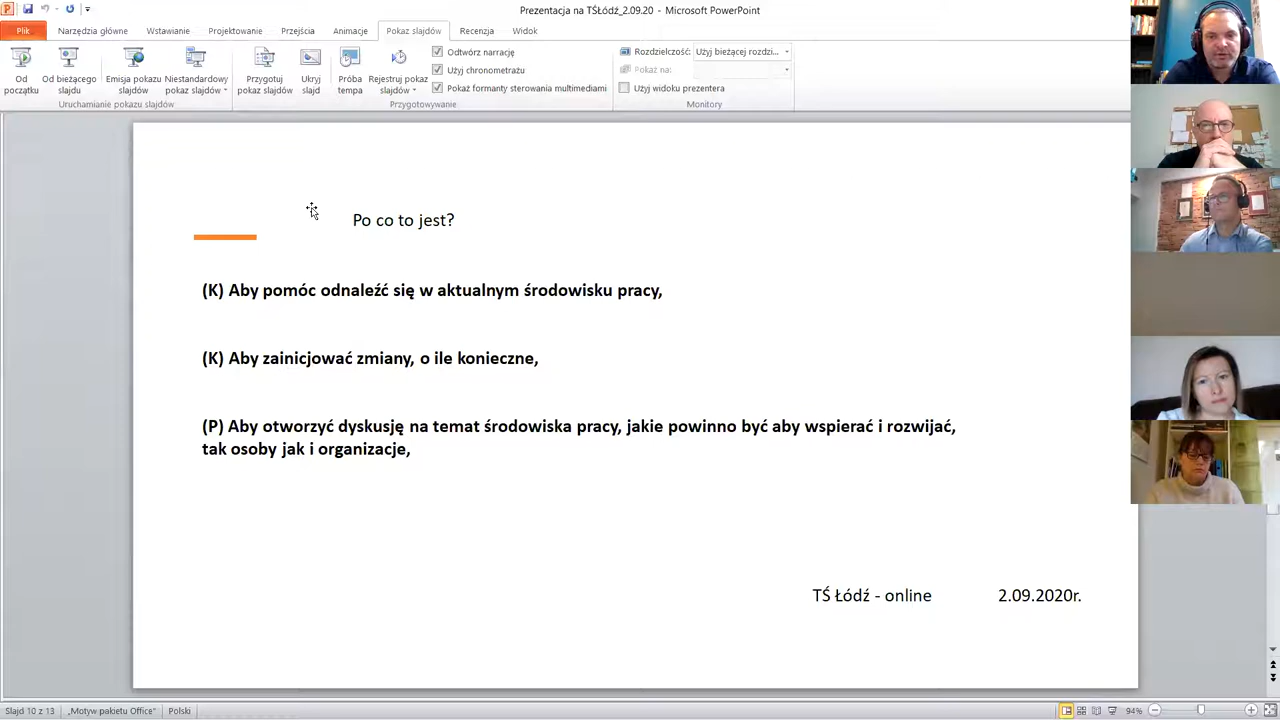 Prezentacja na TŚŁódź_2.09.20 - Microsoft PowerPoint
Plik Narzędzia główne Wstawianie Projektowanie Przejścia Animacje Pokaz slajdów Recenzja Widok
Od początku
Od bieżącego slajdu
Emisja pokazu slajdów
Niestandardowy pokaz slajdów
Uruchamianie pokazu slajdów
Przygotuj pokaz slajdów
Ukryj slajd
Próba tempa
Rejestruj pokaz slajdów
Odtwórz narrację
Użyj chronometrażu
Pokaż formanty sterowania multimediami
Przygotowywanie
Rozdzielczość: Użyj bieżącej rozdzi...
Pokaż na:
Użyj widoku prezentera
Monitory
Po co to jest?
(K) Aby pomóc odnaleźć się w aktualnym środowisku pracy,
(K) Aby zainicjować zmiany, o ile konieczne,
(P) Aby otworzyć dyskusję na temat środowiska pracy, jakie powinno być aby wspierać i rozwijać,
tak osoby jak i organizacje,
TŚ Łódź - online 2.09.2020r.
Slajd 10 z 13 „Motyw pakietu Office" Polski 94%